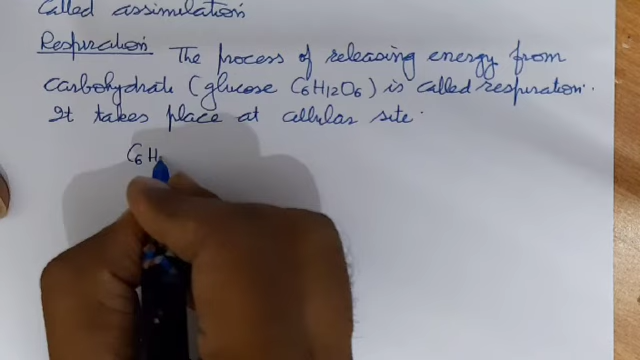 Called assimilation
Respiration The process of releasing energy from
carbohydrate (glucose C6H12O6) is called respiration.
It takes place at cellular site.
C6H